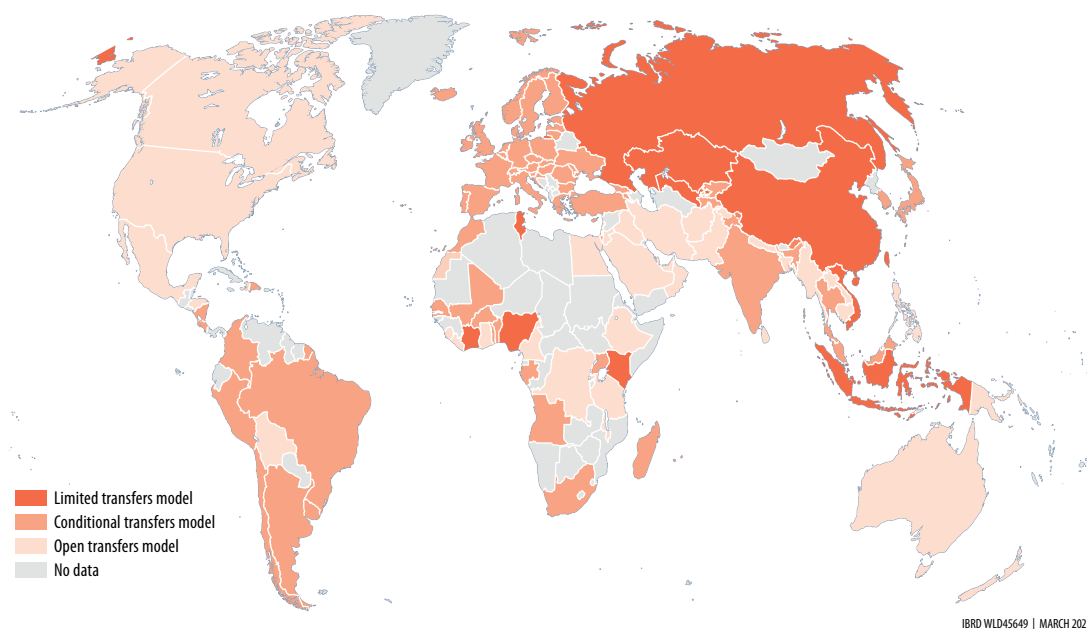 Limited transfers model
Conditional transfers model
Open transfers model
No data
IBRD WLD45649 | MARCH 202